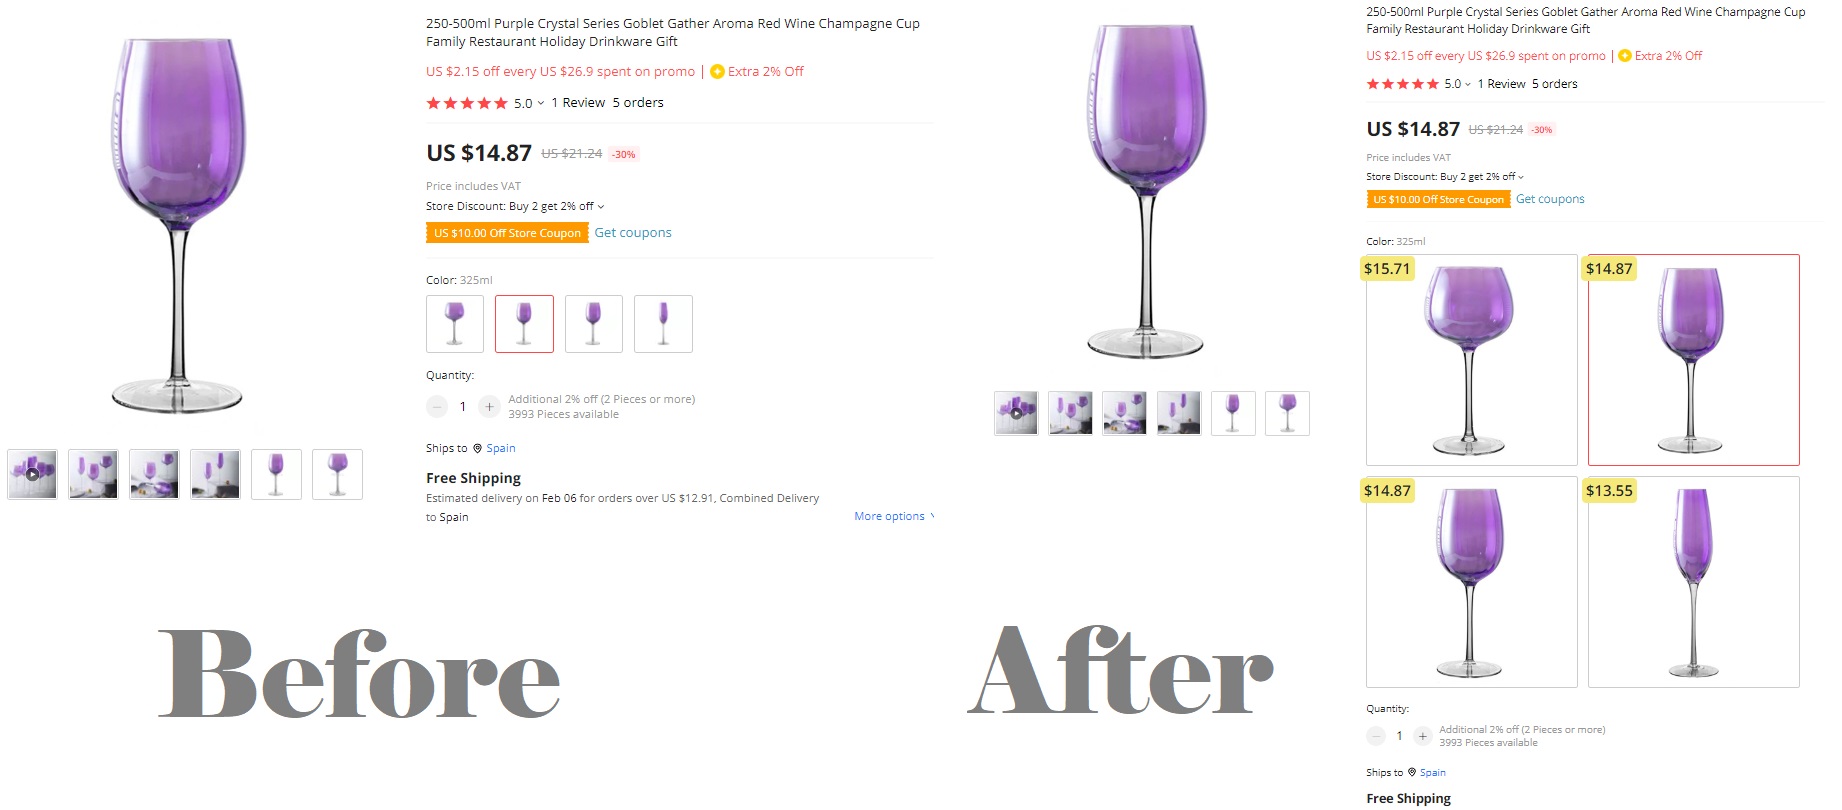 250-500ml Purple Crystal Series Goblet Gather Aroma Red Wine Champagne Cup
Family Restaurant Holiday Drinkware Gift
US $2.15 off every US $26.9 spent on promo | Extra 2% Off
5.0 1 Review 5 orders
US $14.87 US $21.24 -30%
Price includes VAT
Store Discount: Buy 2 get 2% off
US $10.00 Off Store Coupon Get coupons
Color: 325ml
Quantity:
1
Additional 2% off (2 Pieces or more)
3993 Pieces available
Ships to Spain
Free Shipping
Estimated delivery on Feb 06 for orders over US $12.91, Combined Delivery
to Spain
More options
Before
250-500ml Purple Crystal Series Goblet Gather Aroma Red Wine Champagne Cup
Family Restaurant Holiday Drinkware Gift
US $2.15 off every US $26.9 spent on promo | Extra 2% Off
5.0 1 Review 5 orders
US $14.87 US $21.24 -30%
Price includes VAT
Store Discount: Buy 2 get 2% off
US $10.00 Off Store Coupon Get coupons
Color: 325ml
$15.71
$14.87
$14.87
$13.55
Quantity:
1
Additional 2% off (2 Pieces or more)
3993 Pieces available
Ships to Spain
Free Shipping
After